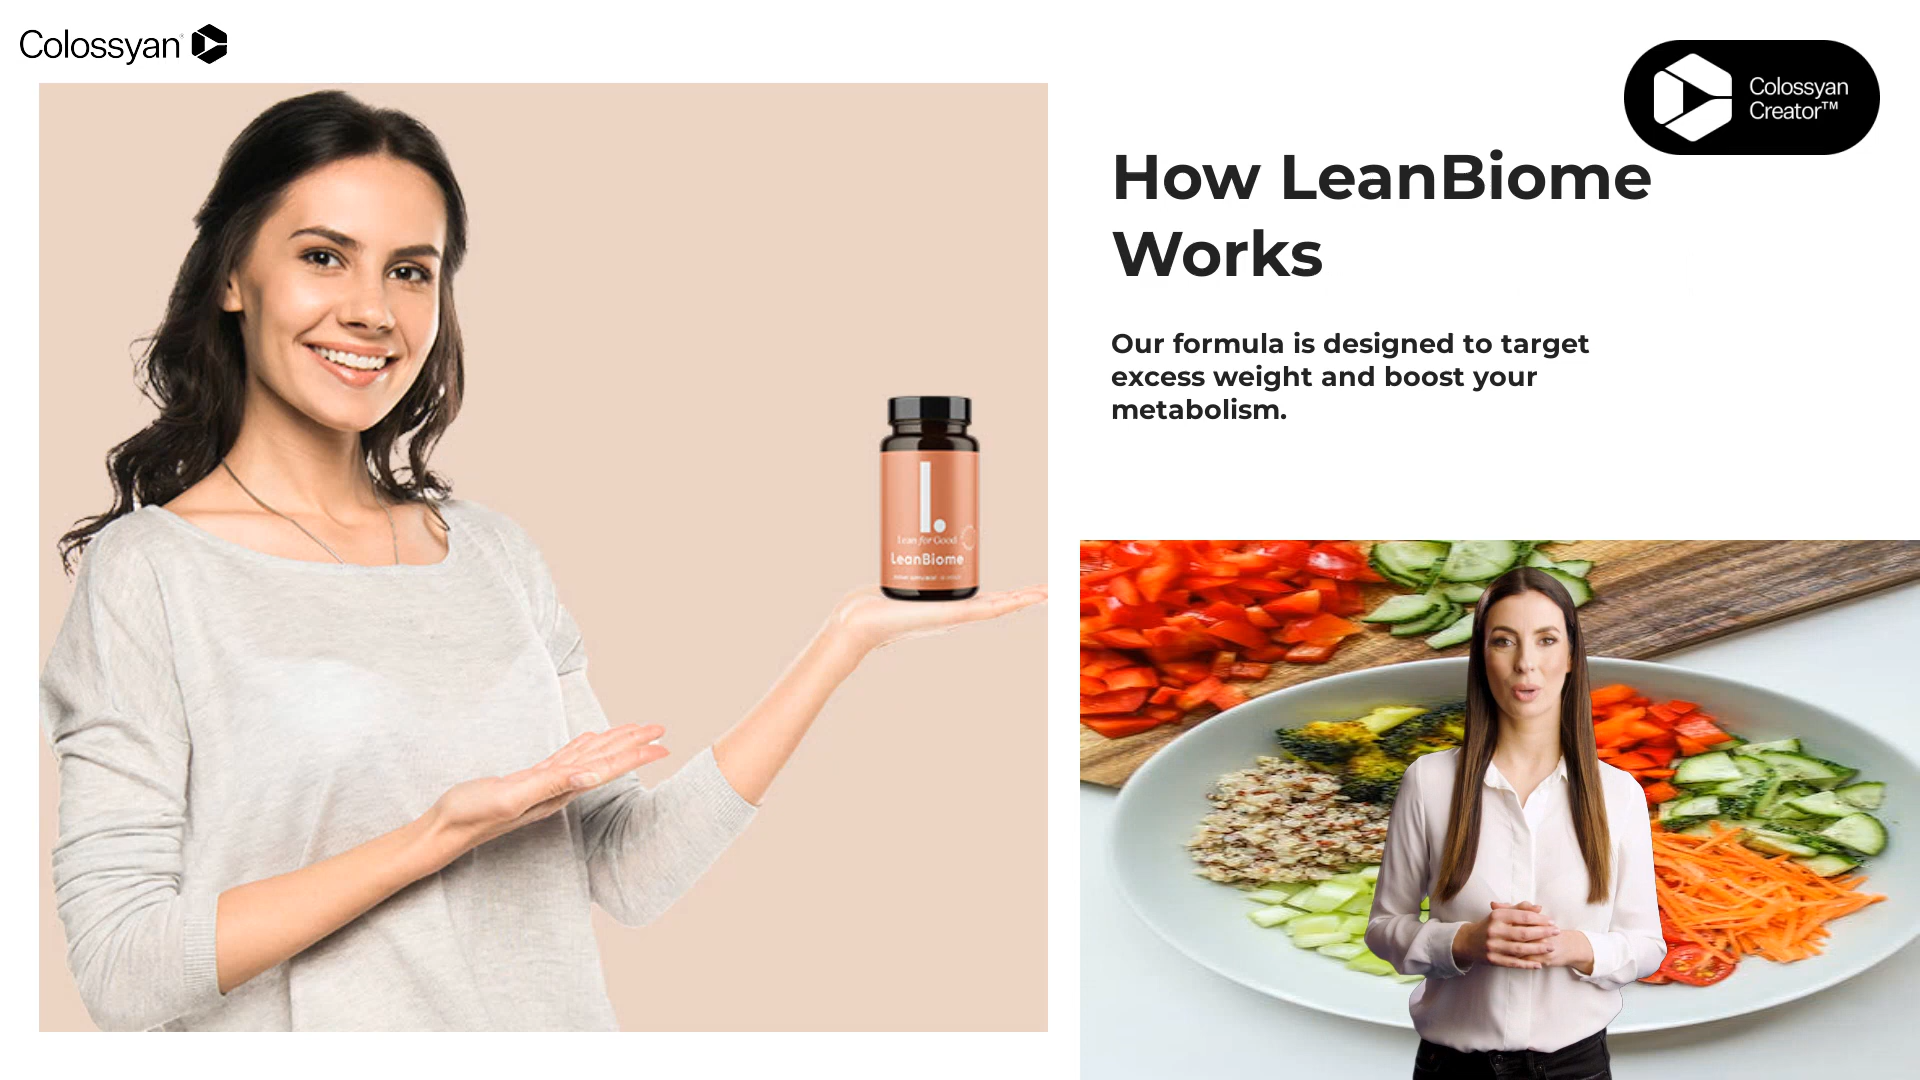 Colossyan
Colossyan
Creator™
How LeanBiome
Works
Our formula is designed to target
excess weight and boost your
metabolism.
Lean for Good
LeanBiome